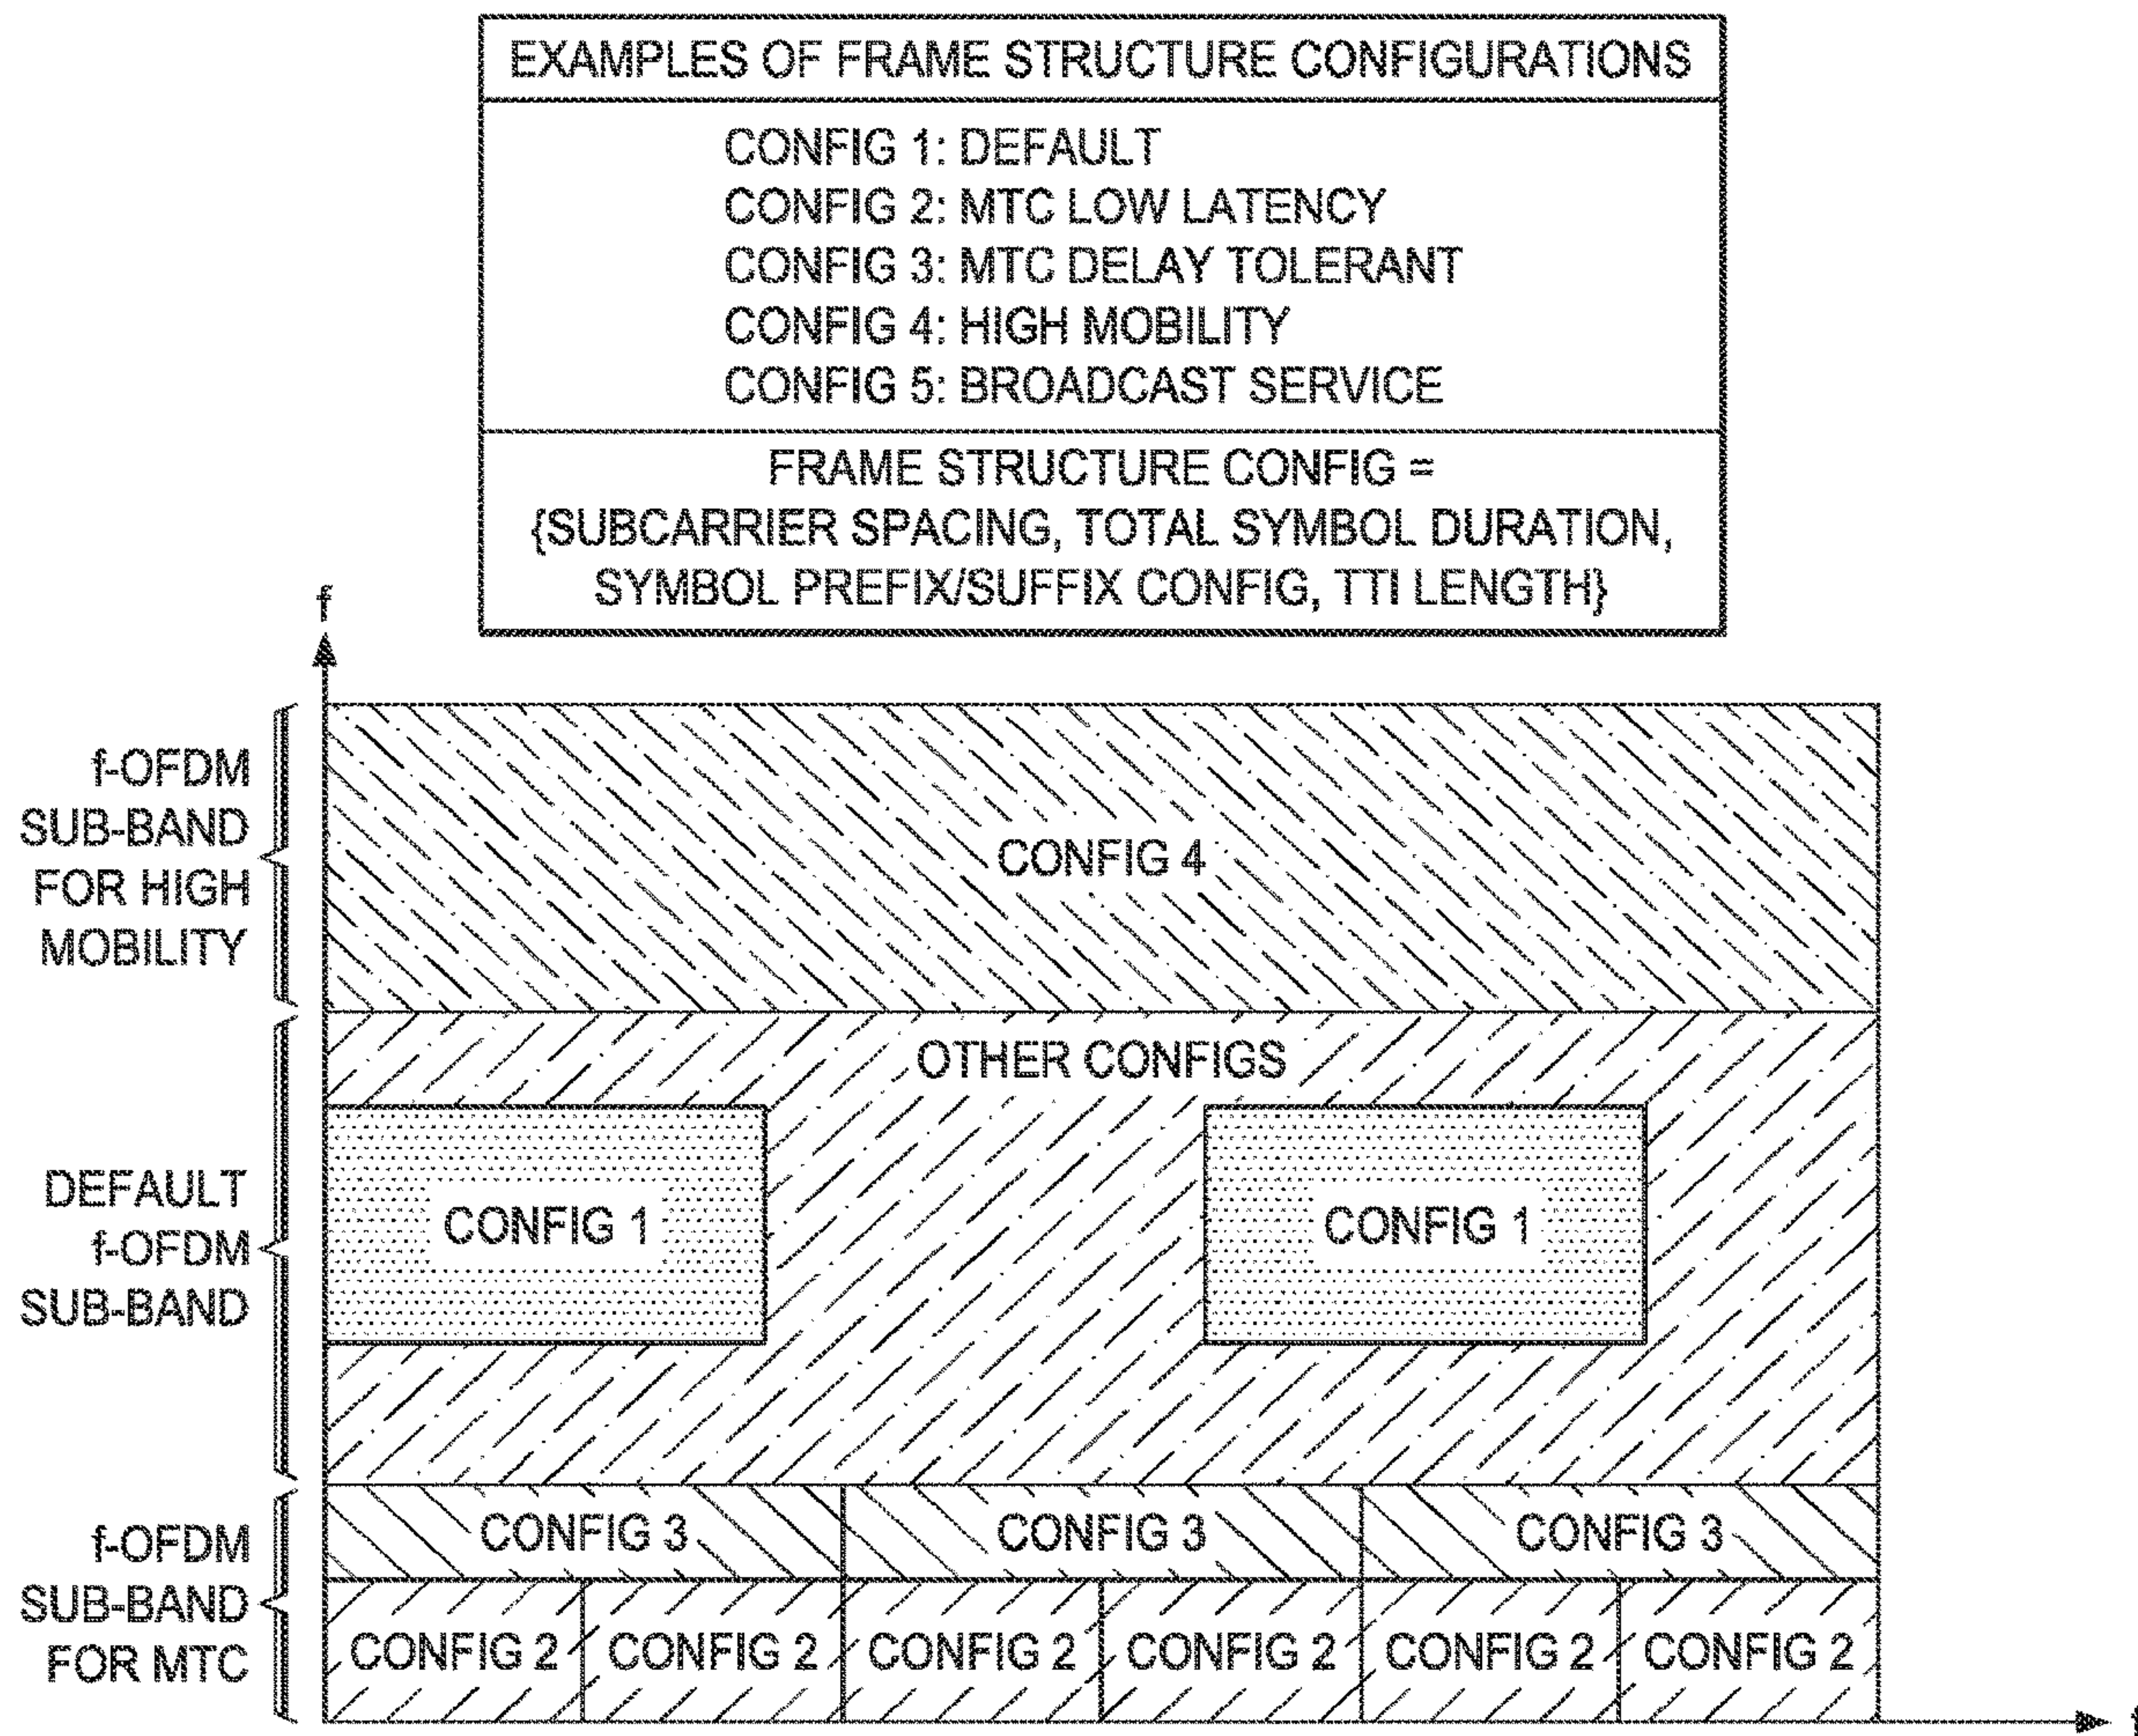 EXAMPLES OF FRAME STRUCTURE CONFIGURATIONS
CONFIG 1: DEFAULT
CONFIG 2: MTC LOW LATENCY
CONFIG 3: MTC DELAY TOLERANT
CONFIG 4: HIGH MOBILITY
CONFIG 5: BROADCAST SERVICE
FRAME STRUCTURE CONFIG =
{SUBCARRIER SPACING, TOTAL SYMBOL DURATION,
SYMBOL PREFIX/SUFFIX CONFIG, TTI LENGTH}
f
f-OFDM
SUB-BAND
FOR HIGH
MOBILITY
CONFIG 4
OTHER CONFIGS
DEFAULT
f-OFDM
SUB-BAND
CONFIG 1
CONFIG 1
f-OFDM
SUB-BAND
FOR MTC
CONFIG 3
CONFIG 3
CONFIG 3
CONFIG 2
CONFIG 2
CONFIG 2
CONFIG 2
CONFIG 2
CONFIG 2
t